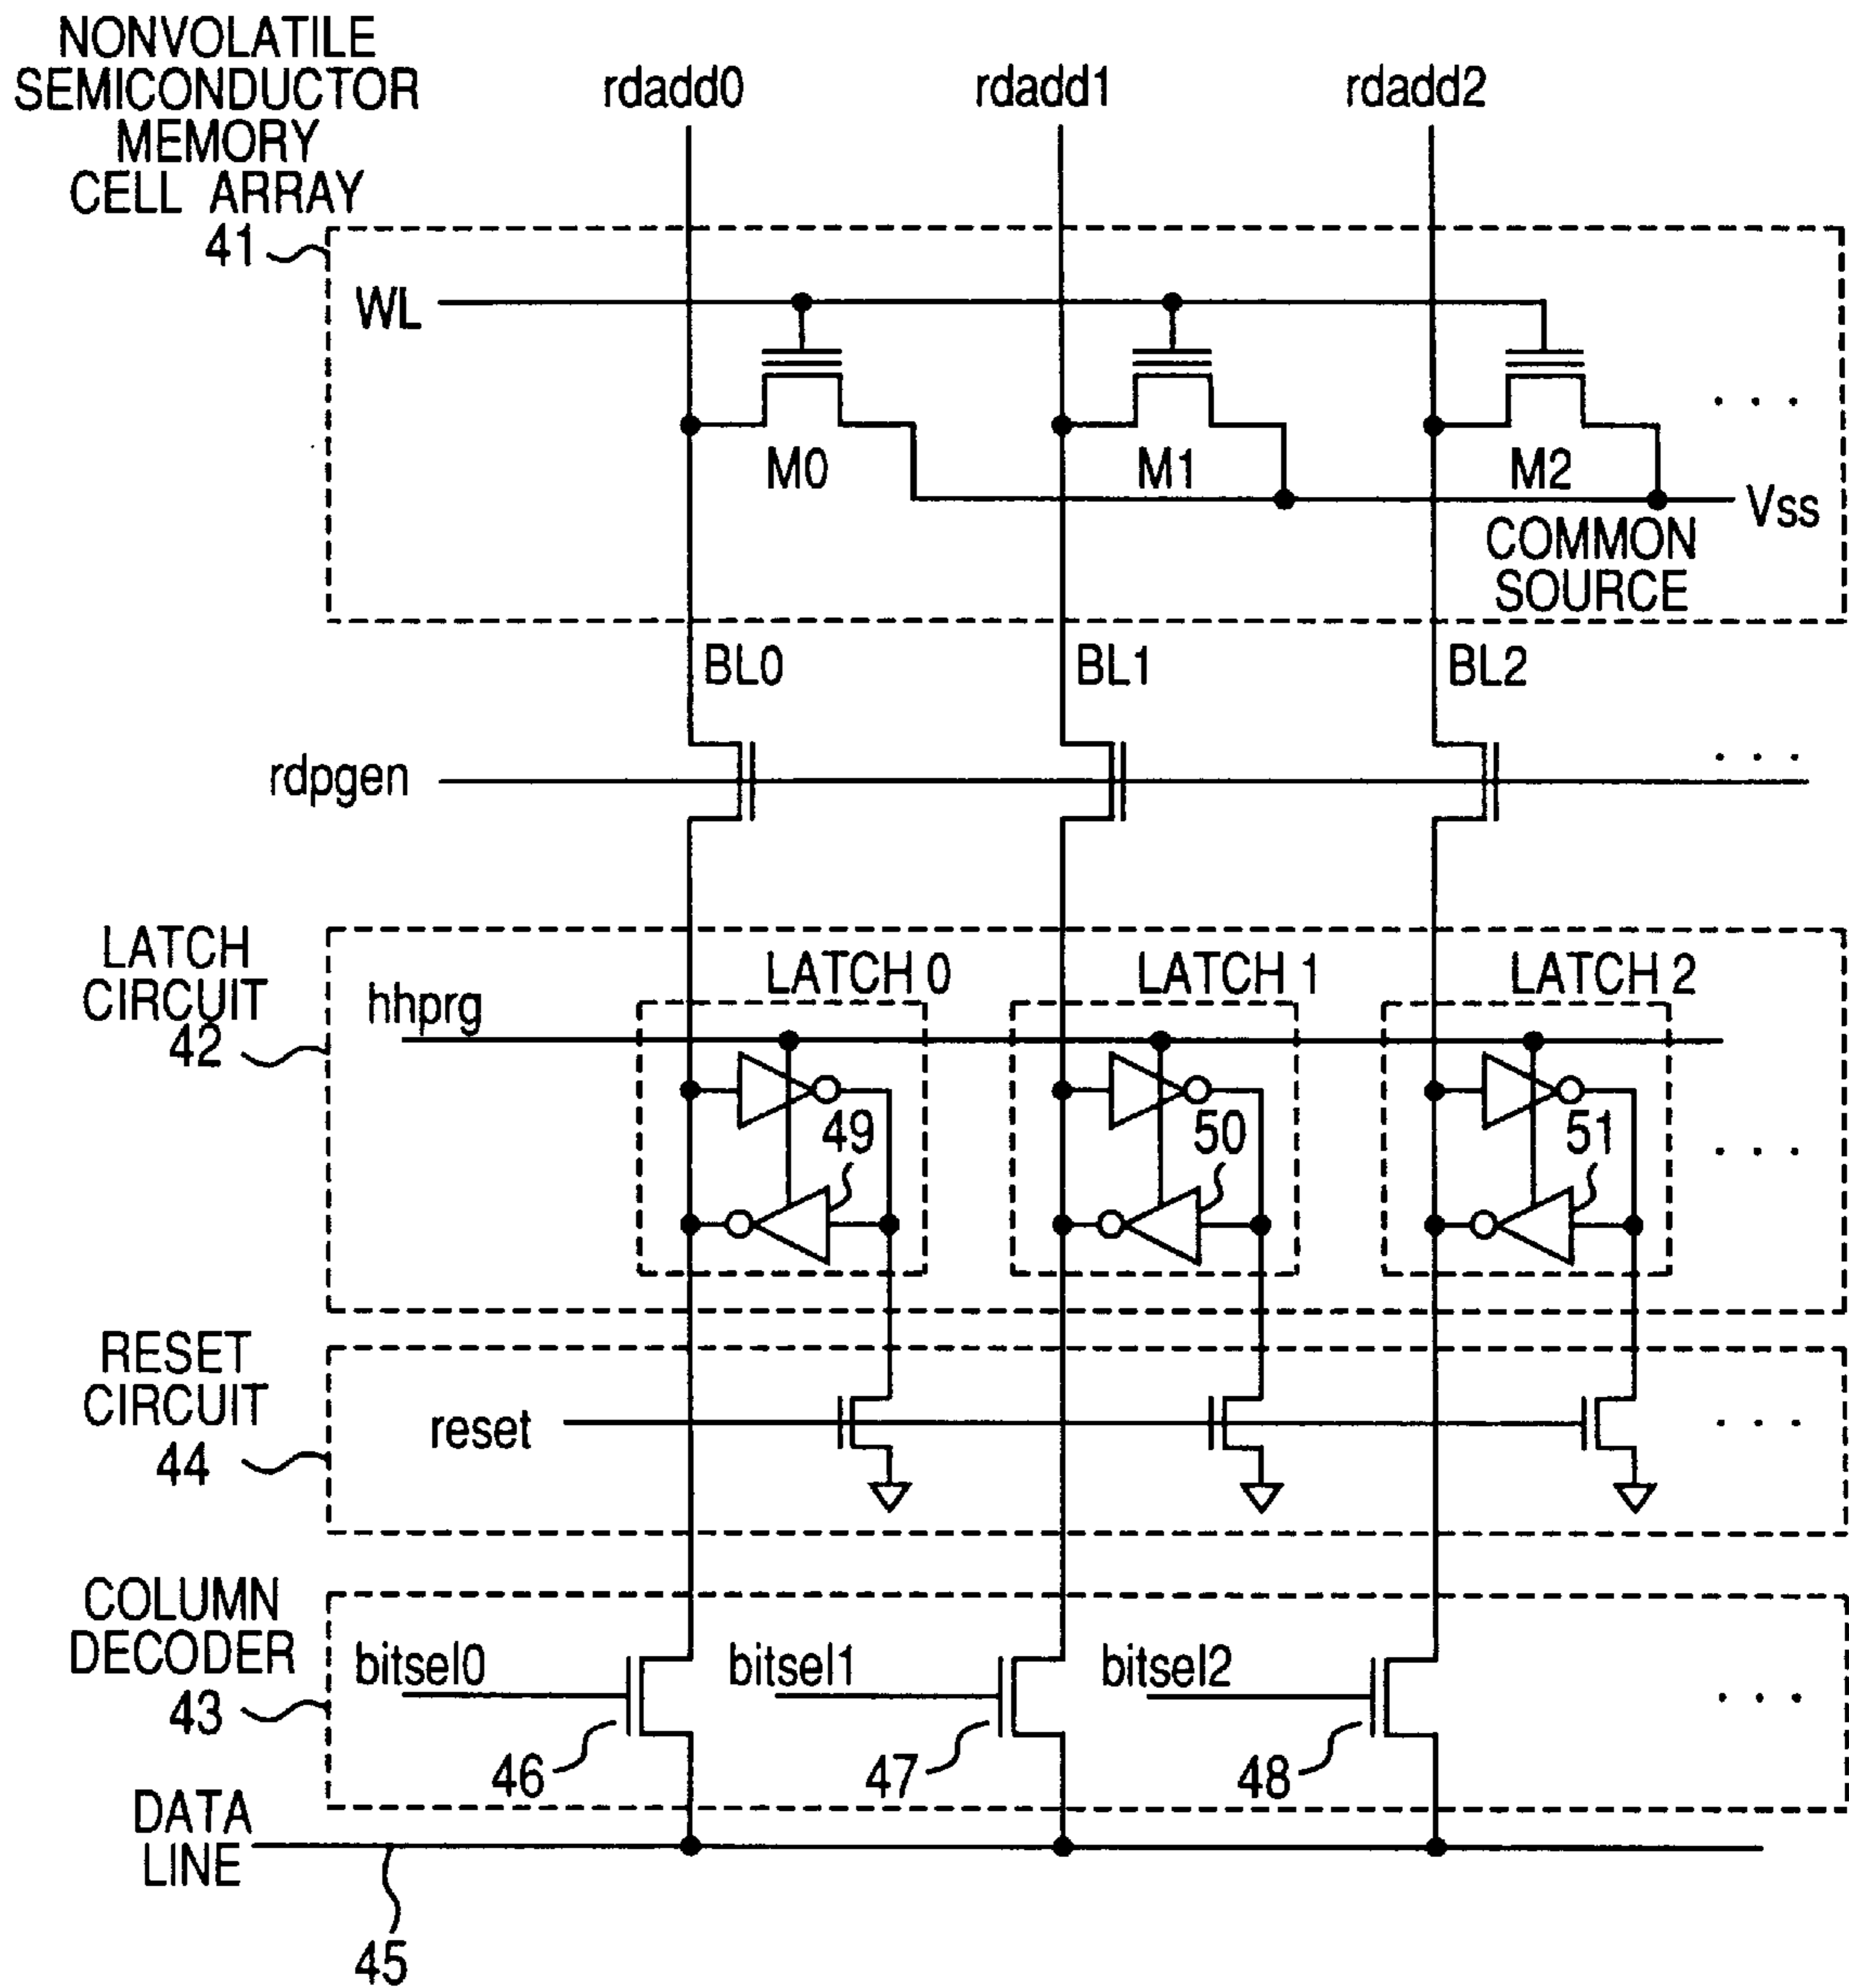 NONVOLATILE
SEMICONDUCTOR
MEMORY
CELL ARRAY
41
rdadd0
rdadd1
rdadd2
WL
M0
M1
M2
. . .
Vss
COMMON
SOURCE
BL0
BL1
BL2
rdpgen
. . .
LATCH
CIRCUIT
42
hhprg
LATCH 0
LATCH 1
LATCH 2
49
50
51
. . .
RESET
CIRCUIT
44
reset
. . .
COLUMN
DECODER
43
bitsel0
bitsel1
bitsel2
. . .
46
47
48
DATA
LINE
45